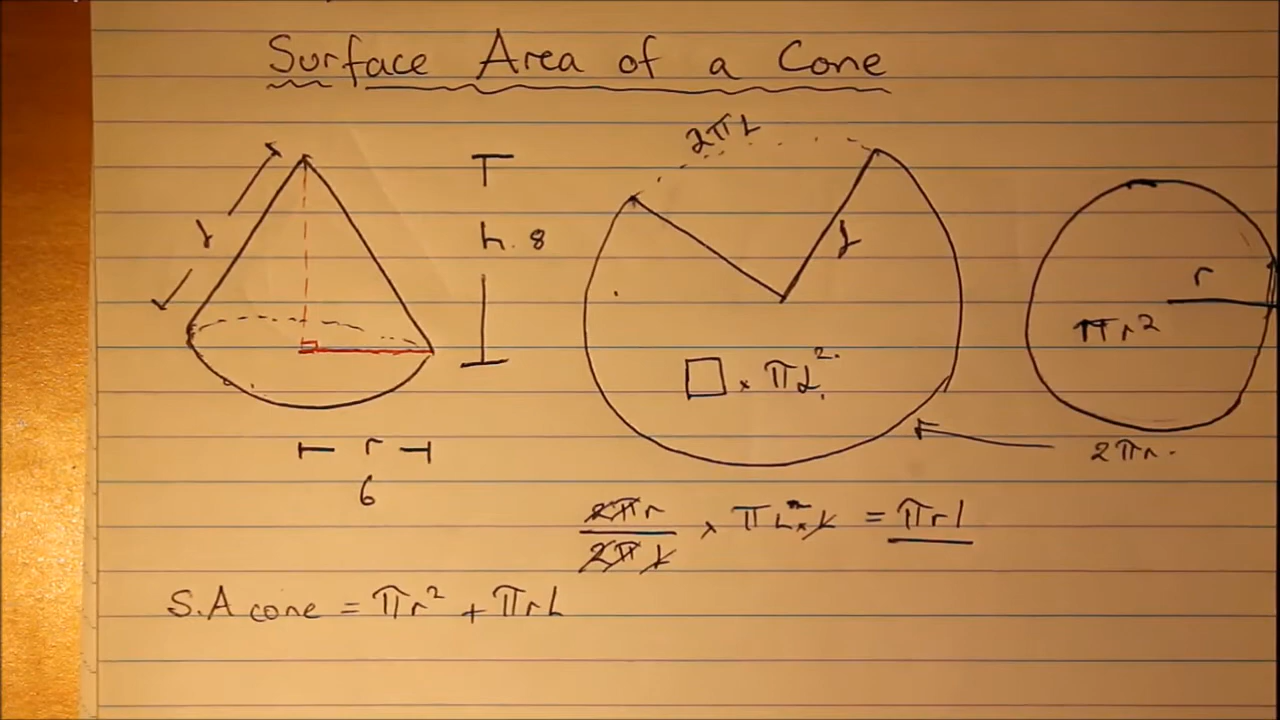 Surface Area of a Cone
2πL
l
h. 8
l
r
πr²
□ × πL².
r
2πr.
6
2πr/2πL × πL² × L = πrl
S.A cone = πr² + πrL